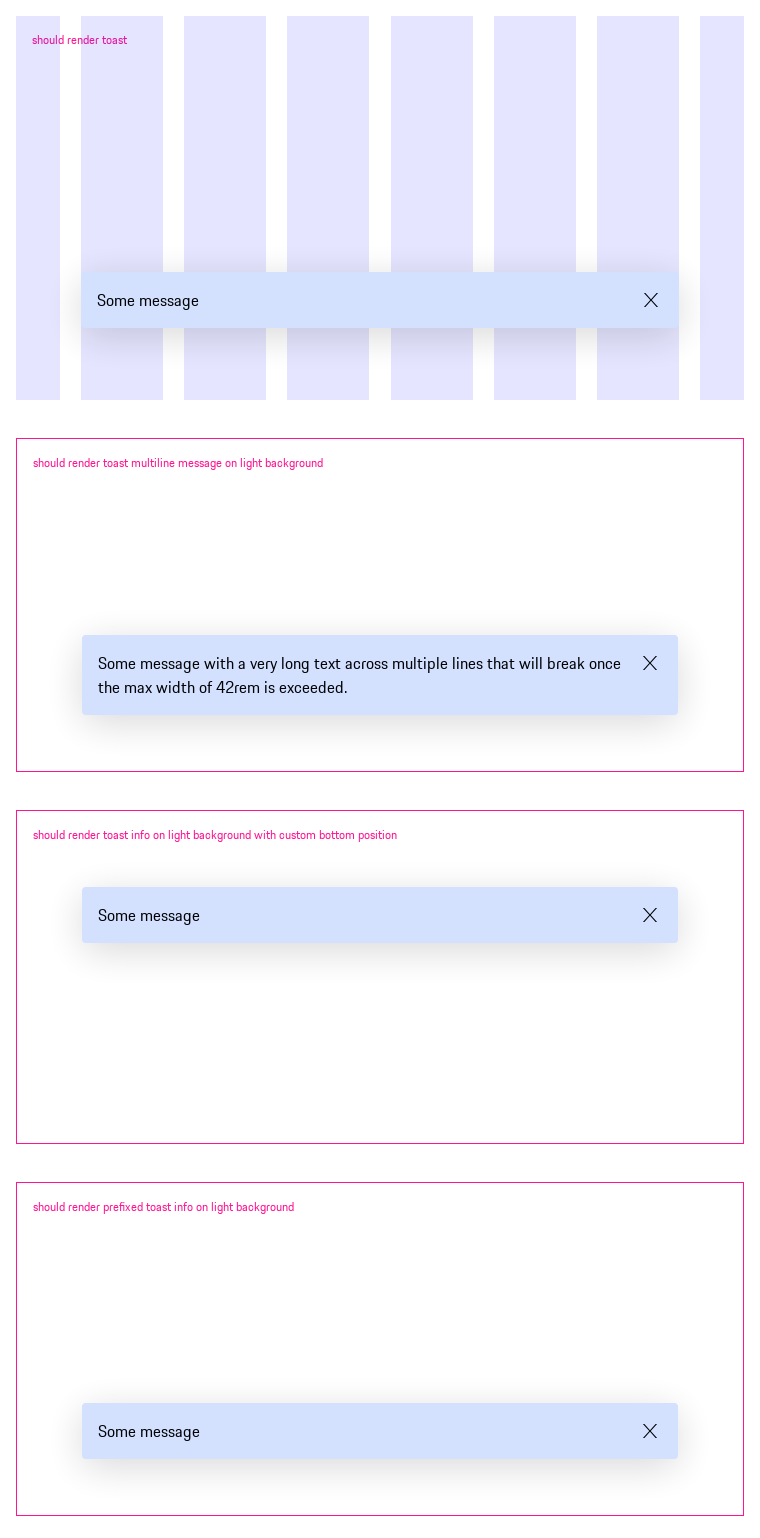 should render toast
Some message
should render toast multiline message on light background
Some message with a very long text across multiple lines that will break once
the max width of 42rem is exceeded.
should render toast info on light background with custom bottom position
Some message
should render prefixed toast info on light background
Some message